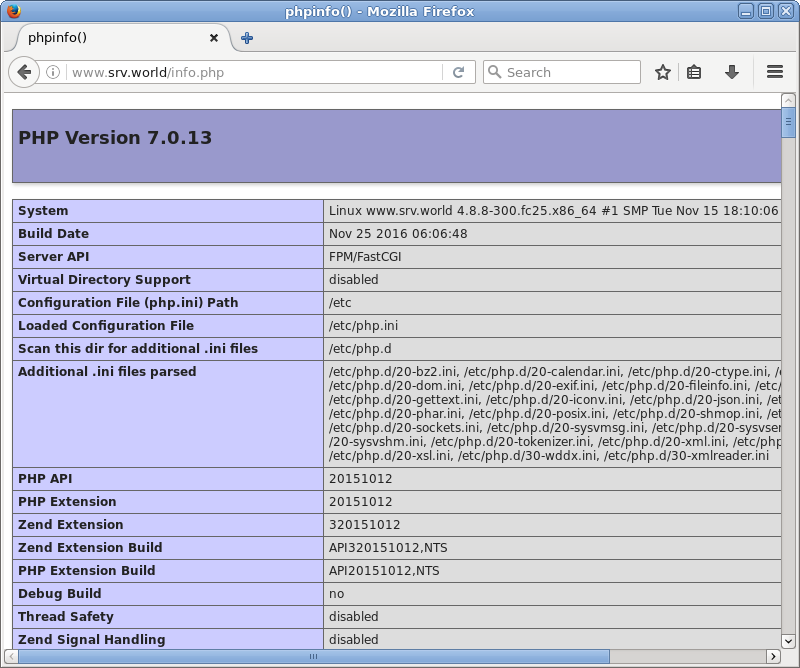 phpinfo() - Mozilla Firefox
phpinfo()
www.srv.world/info.php
Search
PHP Version 7.0.13
System Linux www.srv.world 4.8.8-300.fc25.x86_64 #1 SMP Tue Nov 15 18:10:06
Build Date Nov 25 2016 06:06:48
Server API FPM/FastCGI
Virtual Directory Support disabled
Configuration File (php.ini) Path /etc
Loaded Configuration File /etc/php.ini
Scan this dir for additional .ini files /etc/php.d
Additional .ini files parsed /etc/php.d/20-bz2.ini, /etc/php.d/20-calendar.ini, /etc/php.d/20-ctype.ini,
/etc/php.d/20-dom.ini, /etc/php.d/20-exif.ini, /etc/php.d/20-fileinfo.ini, /etc/
/etc/php.d/20-gettext.ini, /etc/php.d/20-iconv.ini, /etc/php.d/20-json.ini, /et
/etc/php.d/20-phar.ini, /etc/php.d/20-posix.ini, /etc/php.d/20-shmop.ini, /et
/etc/php.d/20-sockets.ini, /etc/php.d/20-sysvmsg.ini, /etc/php.d/20-sysvsem
/20-sysvshm.ini, /etc/php.d/20-tokenizer.ini, /etc/php.d/20-xml.ini, /etc/php
/etc/php.d/20-xsl.ini, /etc/php.d/30-wddx.ini, /etc/php.d/30-xmlreader.ini
PHP API 20151012
PHP Extension 20151012
Zend Extension 320151012
Zend Extension Build API320151012,NTS
PHP Extension Build API20151012,NTS
Debug Build no
Thread Safety disabled
Zend Signal Handling disabled